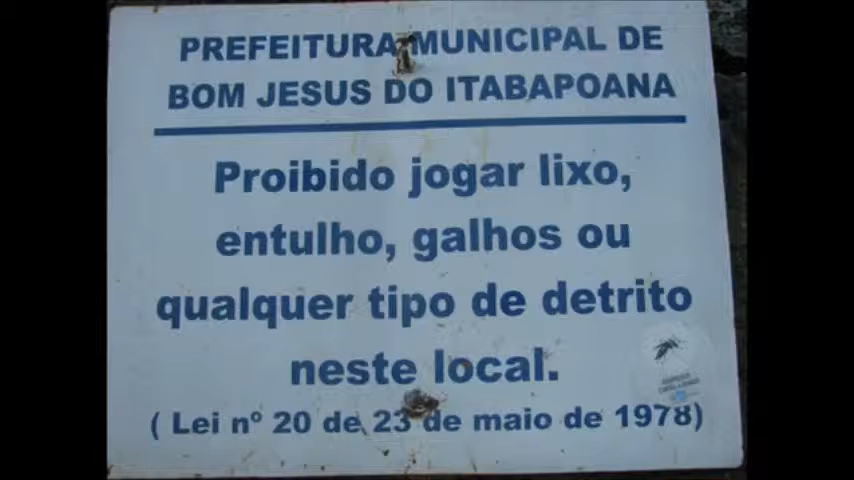 PREFEITURA MUNICIPAL DE
BOM JESUS DO ITABAPOANA
Proibido jogar lixo,
entulho, galhos ou
qualquer tipo de detrito
neste local.
( Lei nº 20 de 23 de maio de 1978)